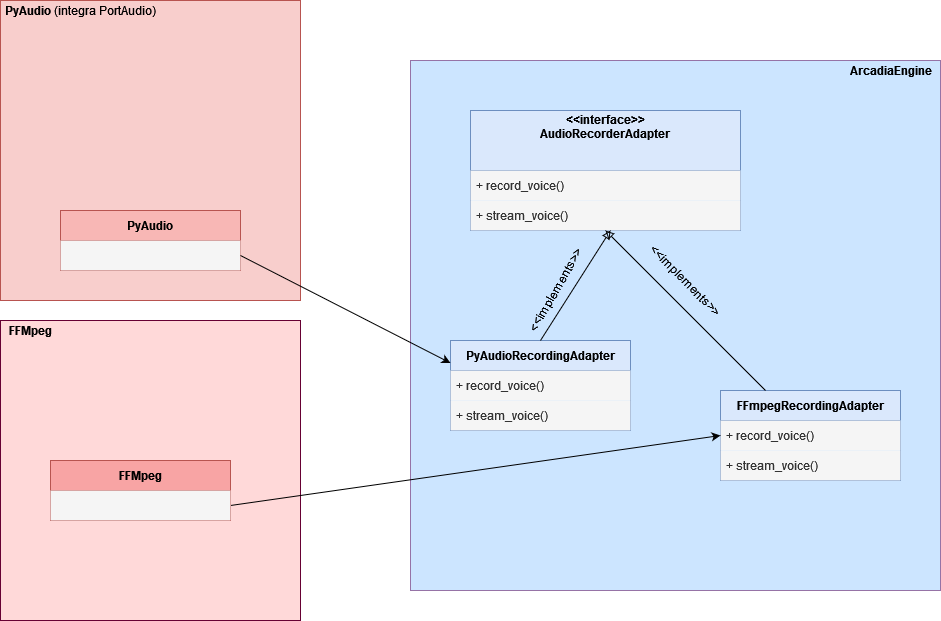 PyAudio (integra PortAudio)
PyAudio
FFMpeg
FFMpeg
ArcadiaEngine
<<interface>>
AudioRecorderAdapter
+ record_voice()
+ stream_voice()
<<implements>>
<<implements>>
PyAudioRecordingAdapter
+ record_voice()
+ stream_voice()
FFmpegRecordingAdapter
+ record_voice()
+ stream_voice()